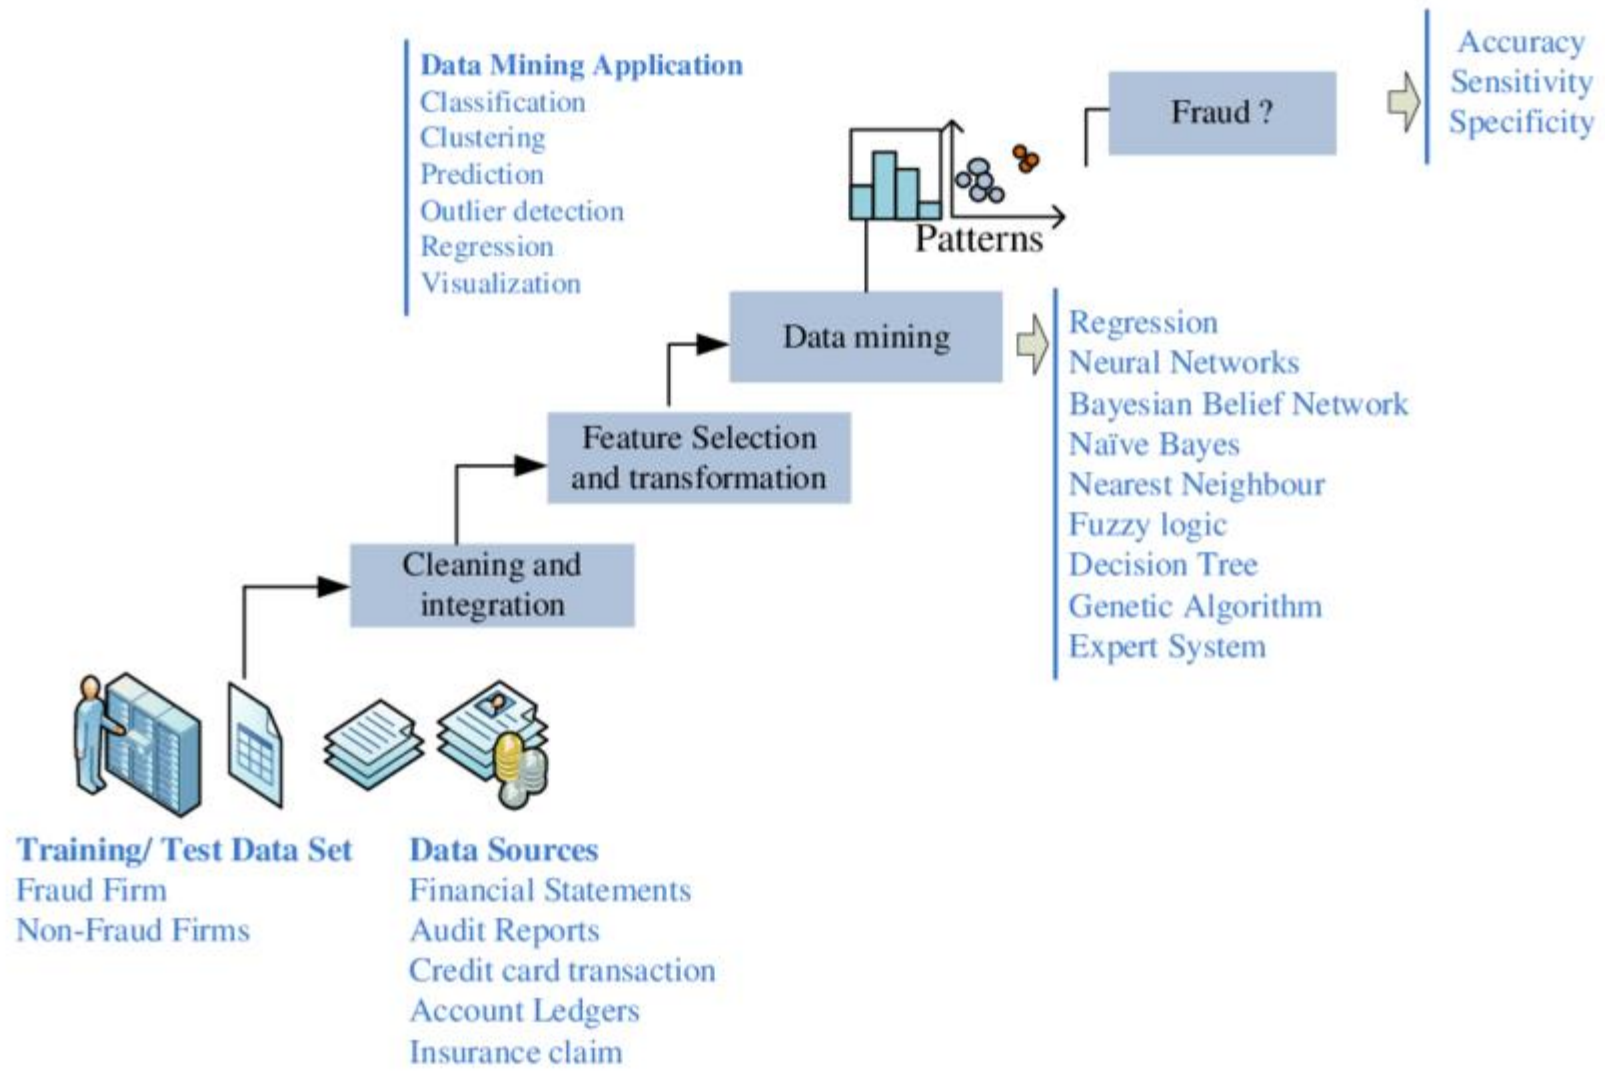 Data Mining Application
Classification
Clustering
Prediction
Outlier detection
Regression
Visualization
Patterns
Fraud ?
Accuracy
Sensitivity
Specificity
Data mining
Regression
Neural Networks
Bayesian Belief Network
Naïve Bayes
Nearest Neighbour
Fuzzy logic
Decision Tree
Genetic Algorithm
Expert System
Feature Selection
and transformation
Cleaning and
integration
Training/ Test Data Set
Fraud Firm
Non-Fraud Firms
Data Sources
Financial Statements
Audit Reports
Credit card transaction
Account Ledgers
Insurance claim